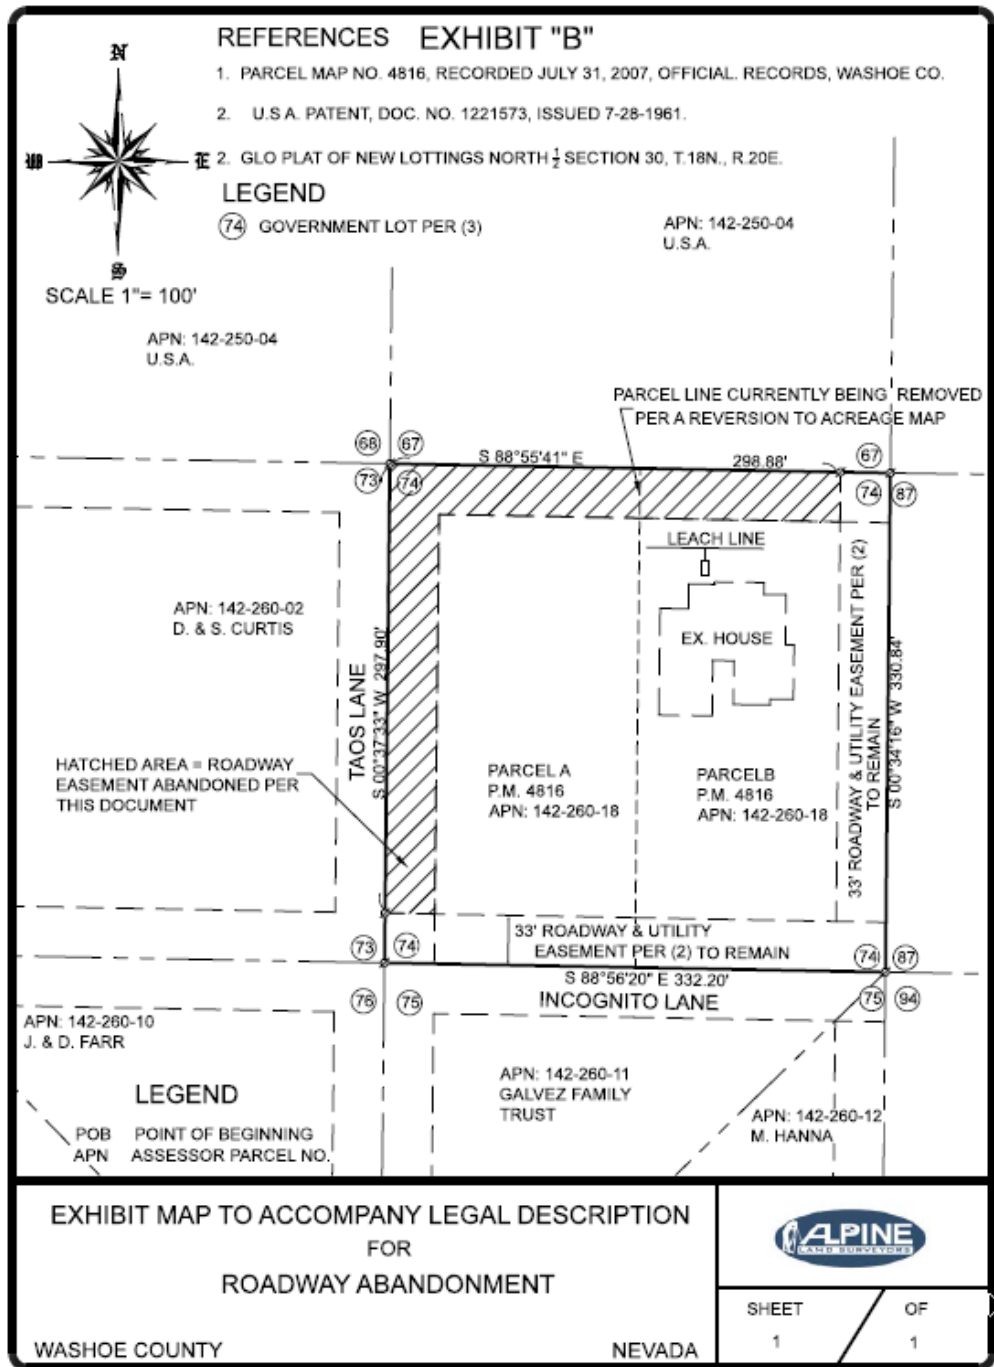 REFERENCES EXHIBIT "B"
1. PARCEL MAP NO. 4816, RECORDED JULY 31, 2007, OFFICIAL. RECORDS, WASHOE CO.
2. U.S A. PATENT, DOC. NO. 1221573, ISSUED 7-28-1961.
2. GLO PLAT OF NEW LOTTINGS NORTH ½ SECTION 30, T.18N., R.20E.
N
W
E
S
LEGEND
74 GOVERNMENT LOT PER (3)
SCALE 1"= 100'
APN: 142-250-04
U.S.A.
APN: 142-250-04
U.S.A.
PARCEL LINE CURRENTLY BEING REMOVED
PER A REVERSION TO ACREAGE MAP
68 67
73 74
S 88°55'41" E 298.88'
67
74 87
LEACH LINE
EX. HOUSE
APN: 142-260-02
D. & S. CURTIS
TAOS LANE
S 00°37'33" W 297.90'
33' ROADWAY & UTILITY EASEMENT PER (2)
TO REMAIN
S 00°34'16" W 330.84'
HATCHED AREA = ROADWAY
EASEMENT ABANDONED PER
THIS DOCUMENT
PARCEL A
P.M. 4816
APN: 142-260-18
PARCELB
P.M. 4816
APN: 142-260-18
33' ROADWAY & UTILITY
EASEMENT PER (2) TO REMAIN
73 74
74 87
S 88°56'20" E 332.20'
INCOGNITO LANE
76 75
75 94
APN: 142-260-10
J. & D. FARR
APN: 142-260-11
GALVEZ FAMILY
TRUST
APN: 142-260-12
M. HANNA
LEGEND
POB POINT OF BEGINNING
APN ASSESSOR PARCEL NO.
EXHIBIT MAP TO ACCOMPANY LEGAL DESCRIPTION
FOR
ROADWAY ABANDONMENT
WASHOE COUNTY NEVADA
ALPINE
LAND SURVEYORS
SHEET OF
1 1